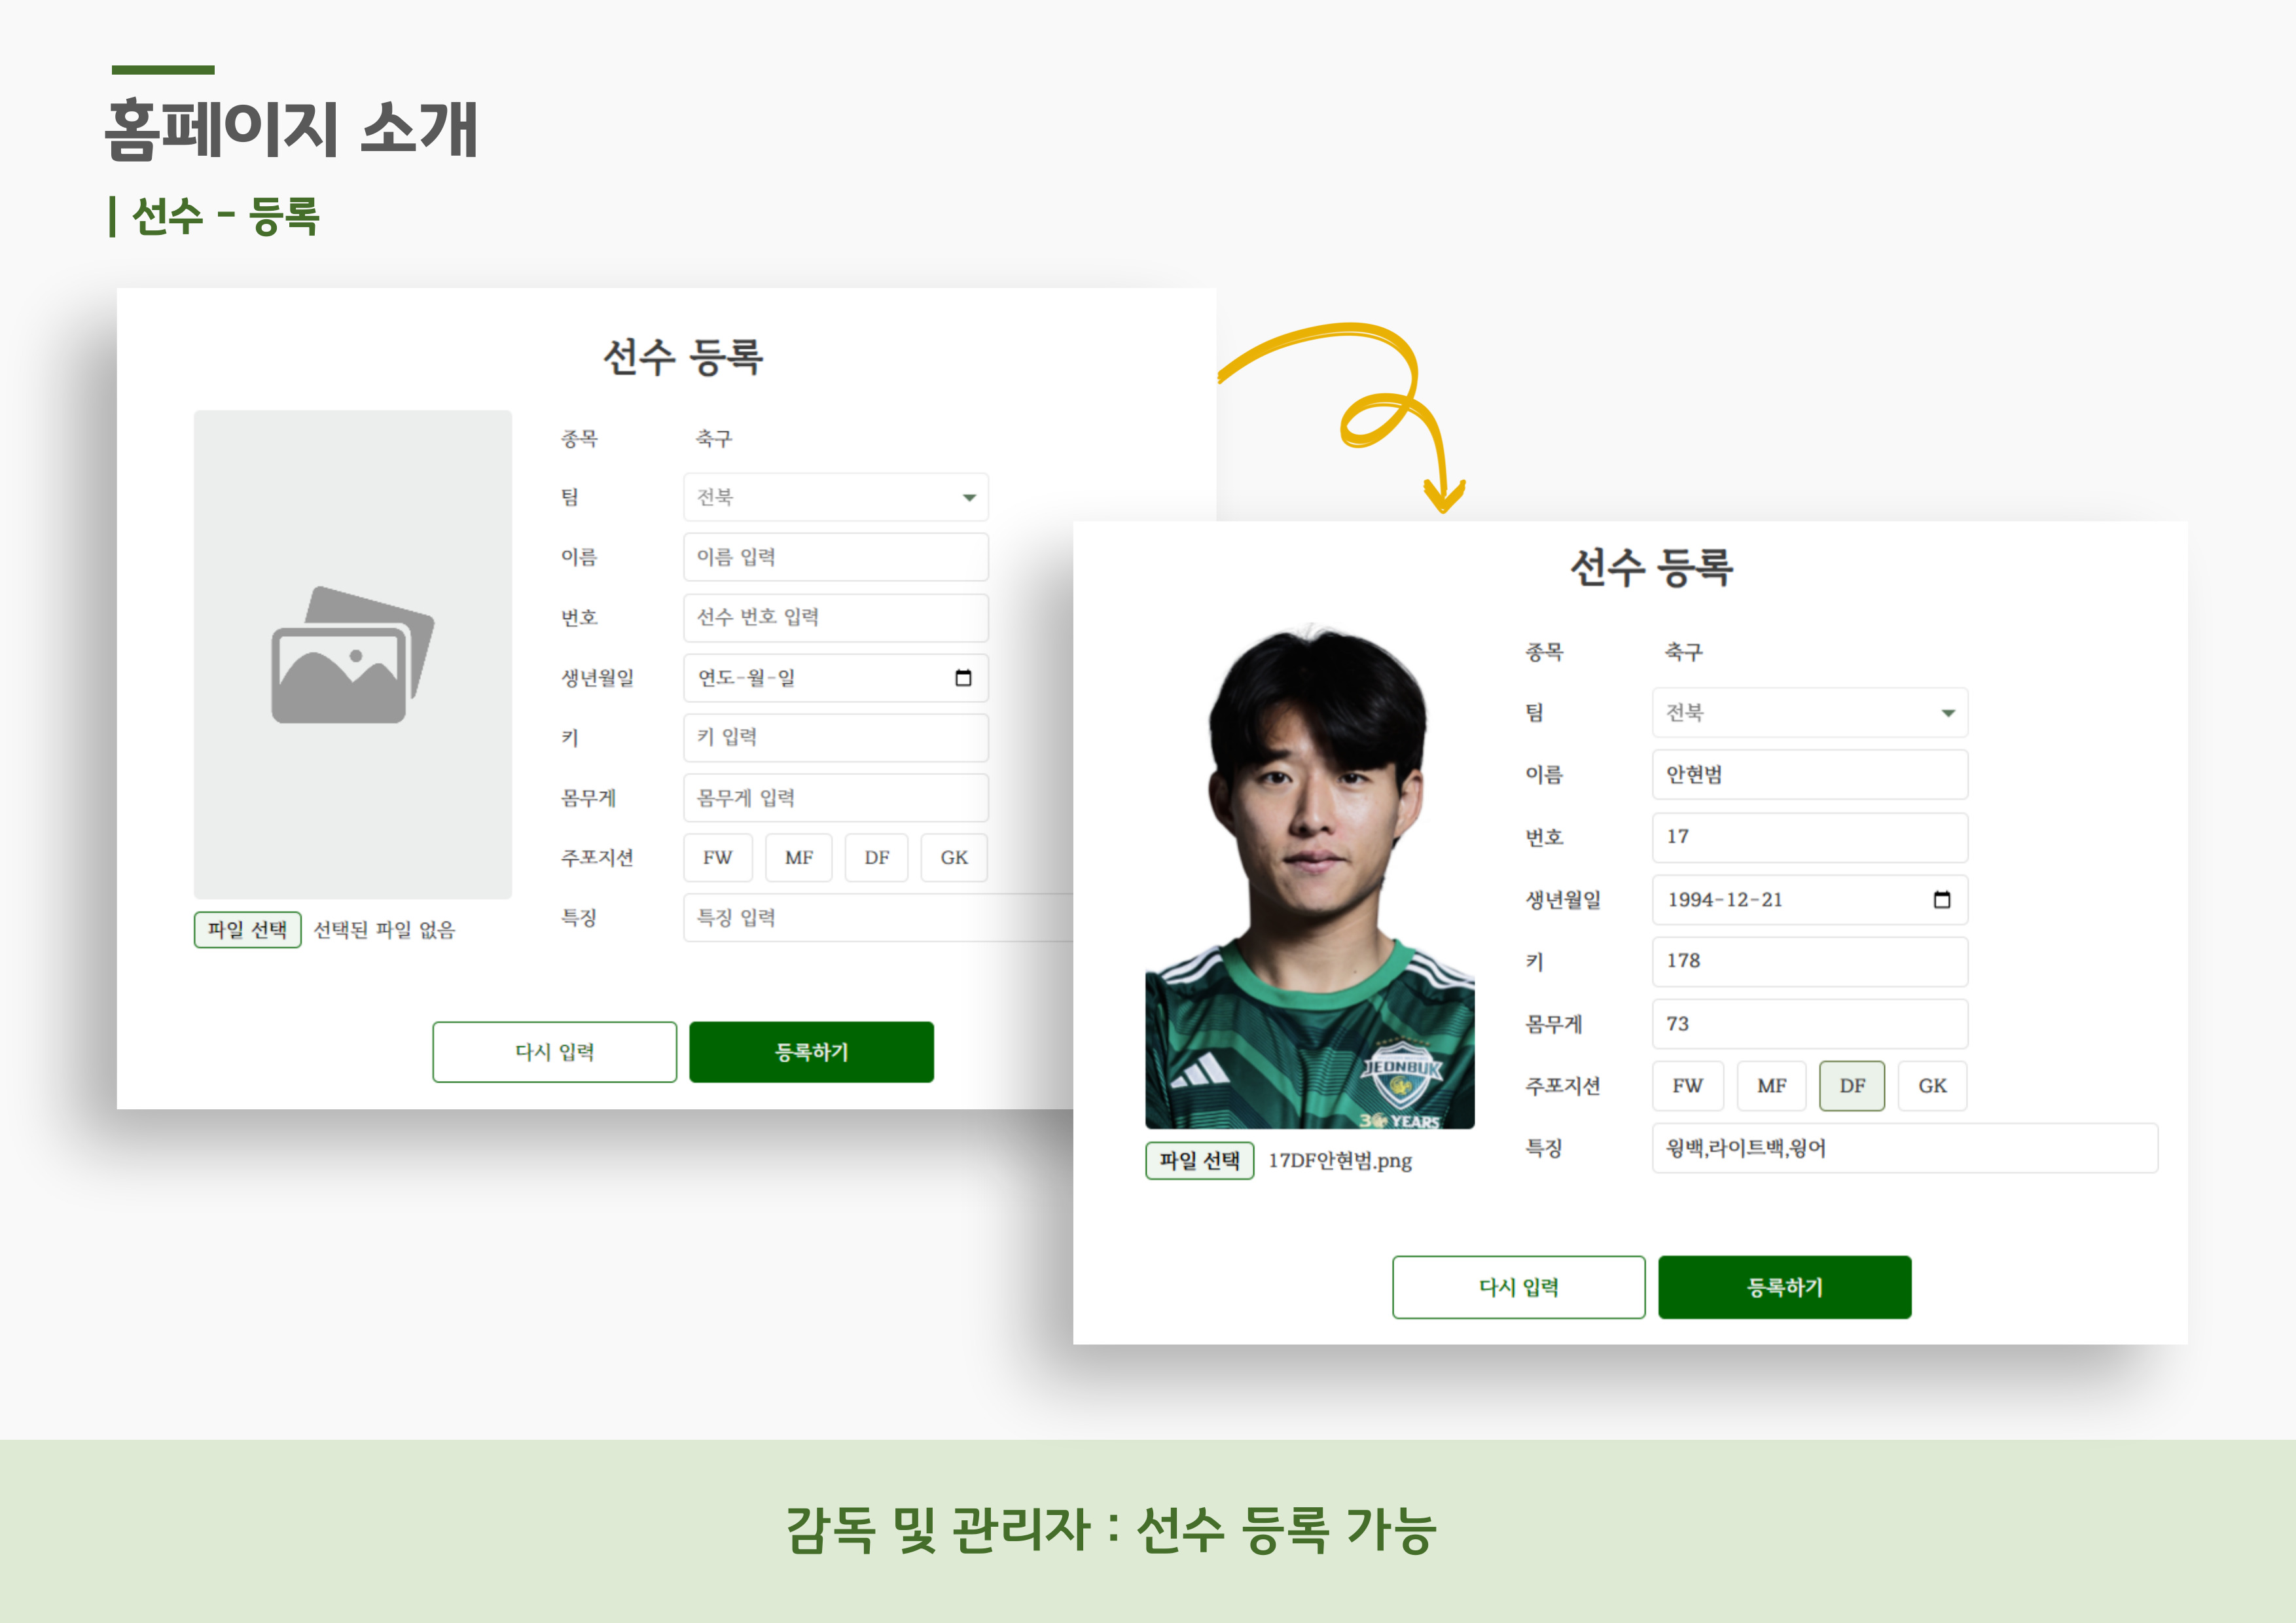 홈페이지 소개
| 선수 - 등록
선수 등록
종목 축구
팀 전북
이름 이름 입력
번호 선수 번호 입력
생년월일 연도-월-일
키 키 입력
몸무게 몸무게 입력
주포지션 FW MF DF GK
특징 특징 입력
파일 선택 선택된 파일 없음
다시 입력 등록하기
선수 등록
종목 축구
팀 전북
이름 안현범
번호 17
생년월일 1994-12-21
키 178
몸무게 73
주포지션 FW MF DF GK
특징 윙백,라이트백,윙어
JEONBUK
30 YEARS
파일 선택 17DF안현범.png
다시 입력 등록하기
감독 및 관리자 : 선수 등록 가능